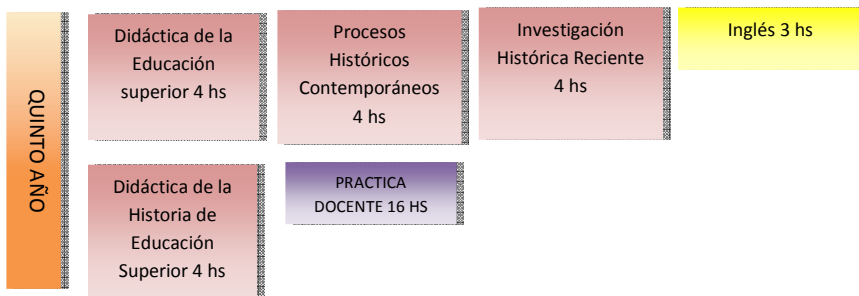 QUINTO AÑO
Didáctica de la
Educación
superior 4 hs
Procesos
Históricos
Contemporáneos
4 hs
Investigación
Histórica Reciente
4 hs
Inglés 3 hs
Didáctica de la
Historia de
Educación
Superior 4 hs
PRACTICA
DOCENTE 16 HS